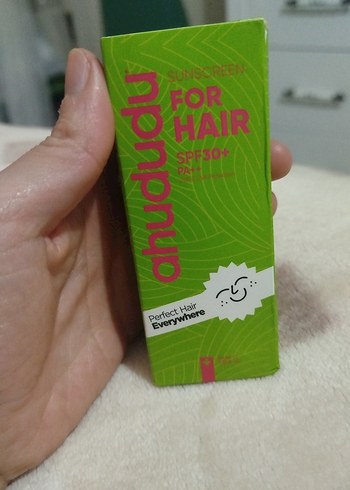 ahududu
SUNSCREEN
FOR
HAIR
SPF30+
PA++
Perfect Hair
Everywhere